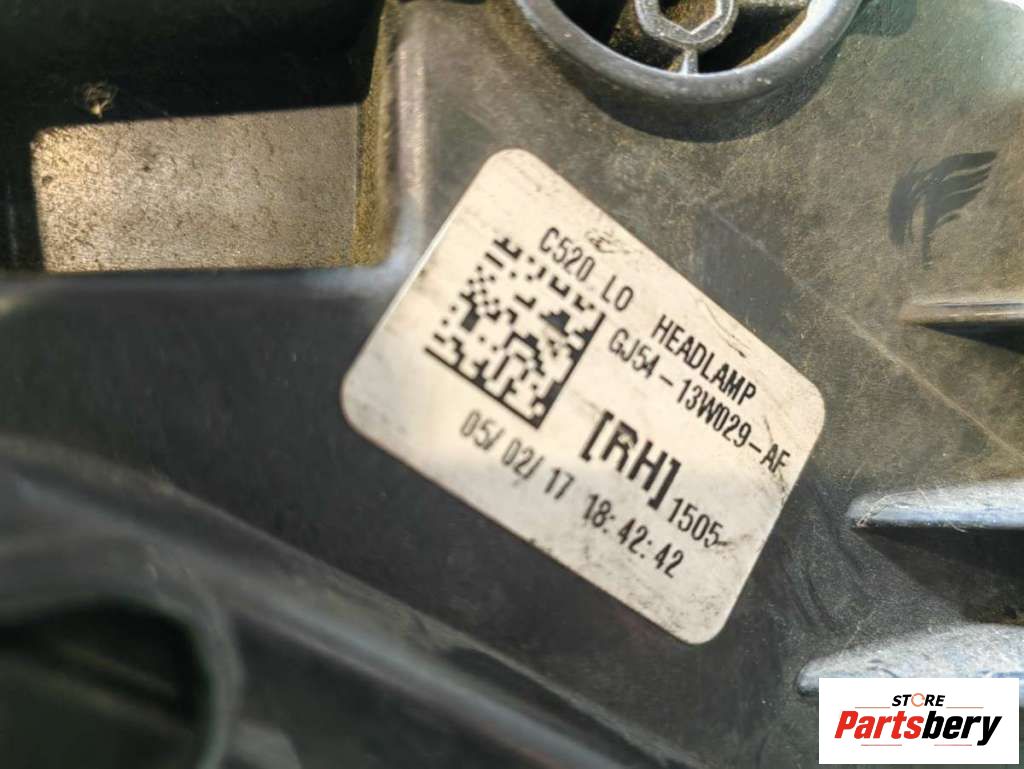 C520 LO HEADLAMP
GJ54-13W029-AF
[RH] 1505
05/02/17 18:42:42
STORE
Partsbery